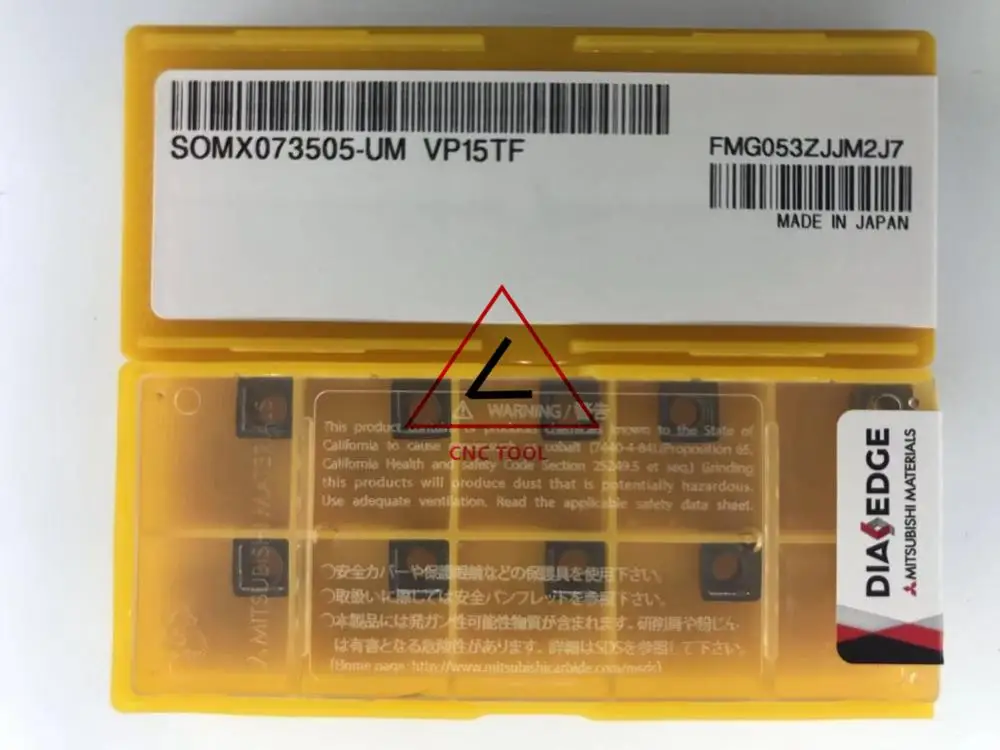 SOMX073505-UM VP15TF
FMG053ZJJM2J7
MADE IN JAPAN
CNC TOOL
WARNING/警告
This product contains or produces chemicals known to the State of
California to cause cobalt (7440-4-84).(Proposition 65,
California Health and safety Code Section 25249.5 et seq.) Grinding
this products will produce dust that is potentially hazardous.
Use adequate ventilation. Read the applicable safety data sheet.
○安全カバーや保護眼鏡などの保護具を使用下さい。
○取扱いに際しては安全パンフレットを参照下さい。
○本製品には発ガン性可能性物質が含まれます。研削屑や粉じん
は有害となる危険性があります。詳細はSDSを参照して下さい。
(Home page: http://www.mitsubishicarbide.com/msds)
MITSUBISHI MATERIALS
DIAEDGE
MITSUBISHI MATERIALS